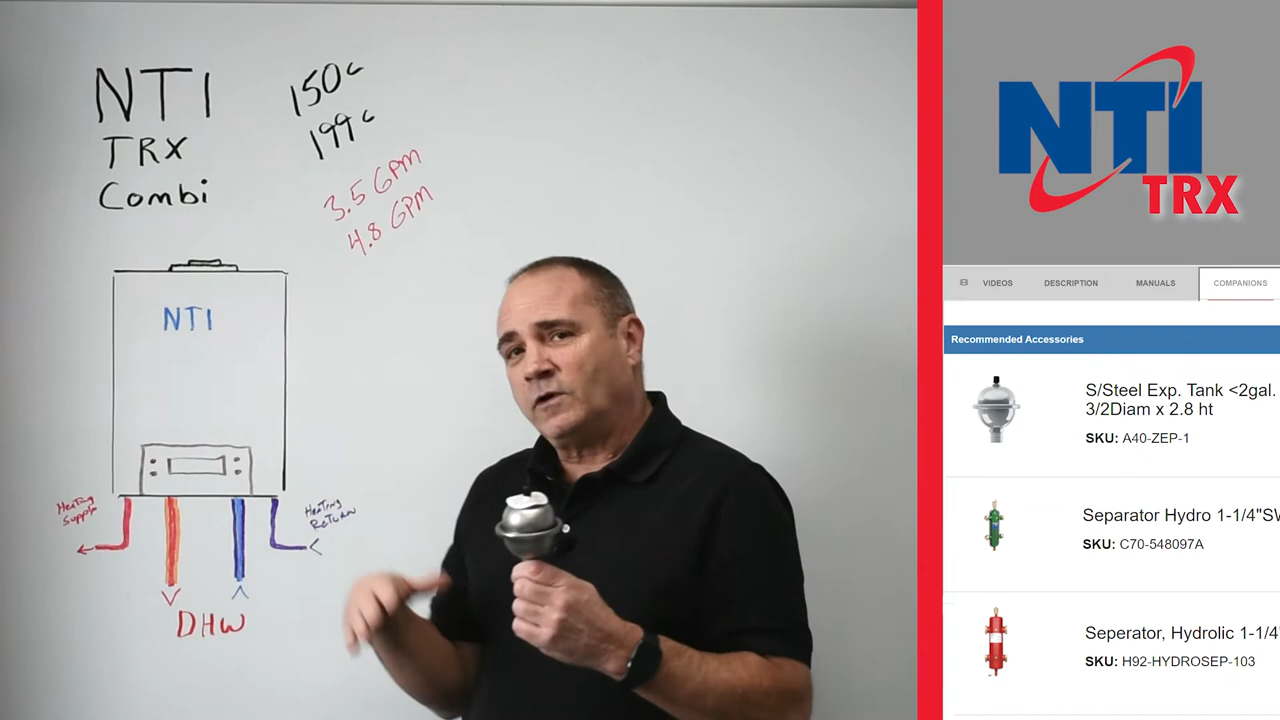 NTI
TRX
Combi
150c
199c
3.5 GPM
4.8 GPM
NTI
Heating
Supply
Heating
Return
DHW
NTI
TRX
VIDEOS
DESCRIPTION
MANUALS
COMPANIONS
Recommended Accessories
S/Steel Exp. Tank <2gal.
3/2Diam x 2.8 ht
SKU: A40-ZEP-1
Separator Hydro 1-1/4"SW
SKU: C70-548097A
Seperator, Hydrolic 1-1/4"
SKU: H92-HYDROSEP-103